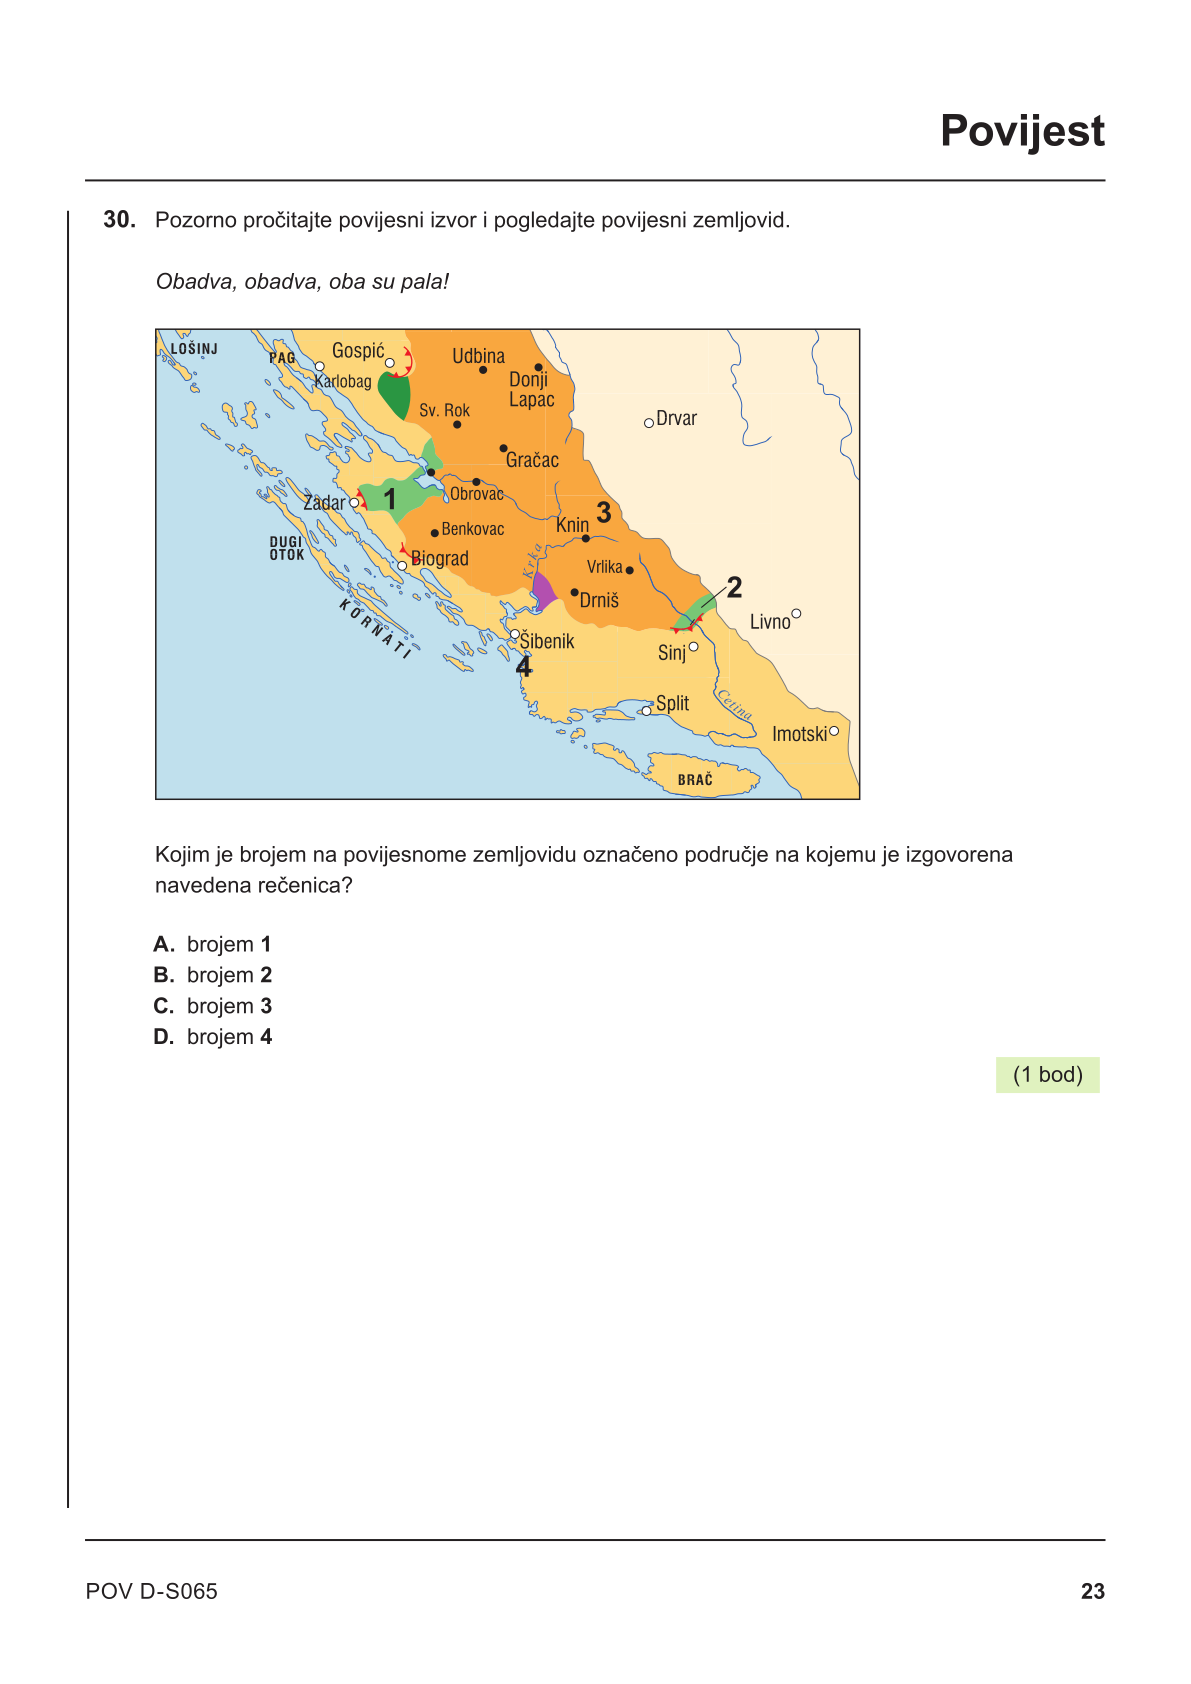 Povijest
30. Pozorno pročitajte povijesni izvor i pogledajte povijesni zemljovid.
Obadva, obadva, oba su pala!
LOŠINJ
PAG
Gospić
Karlobag
Udbina
Donji
Lapac
Sv. Rok
Drvar
Gračac
Zadar
1
Obrovac
3
Benkovac
Knin
DUGI
OTOK
Biograd
Krka
Vrlika
2
Drniš
KORNATI
Livno
Šibenik
4
Sinj
Split
Cetina
Imotski
BRAČ
Kojim je brojem na povijesnome zemljovidu označeno područje na kojemu je izgovorena
navedena rečenica?
A. brojem 1
B. brojem 2
C. brojem 3
D. brojem 4
(1 bod)
POV D-S065
23